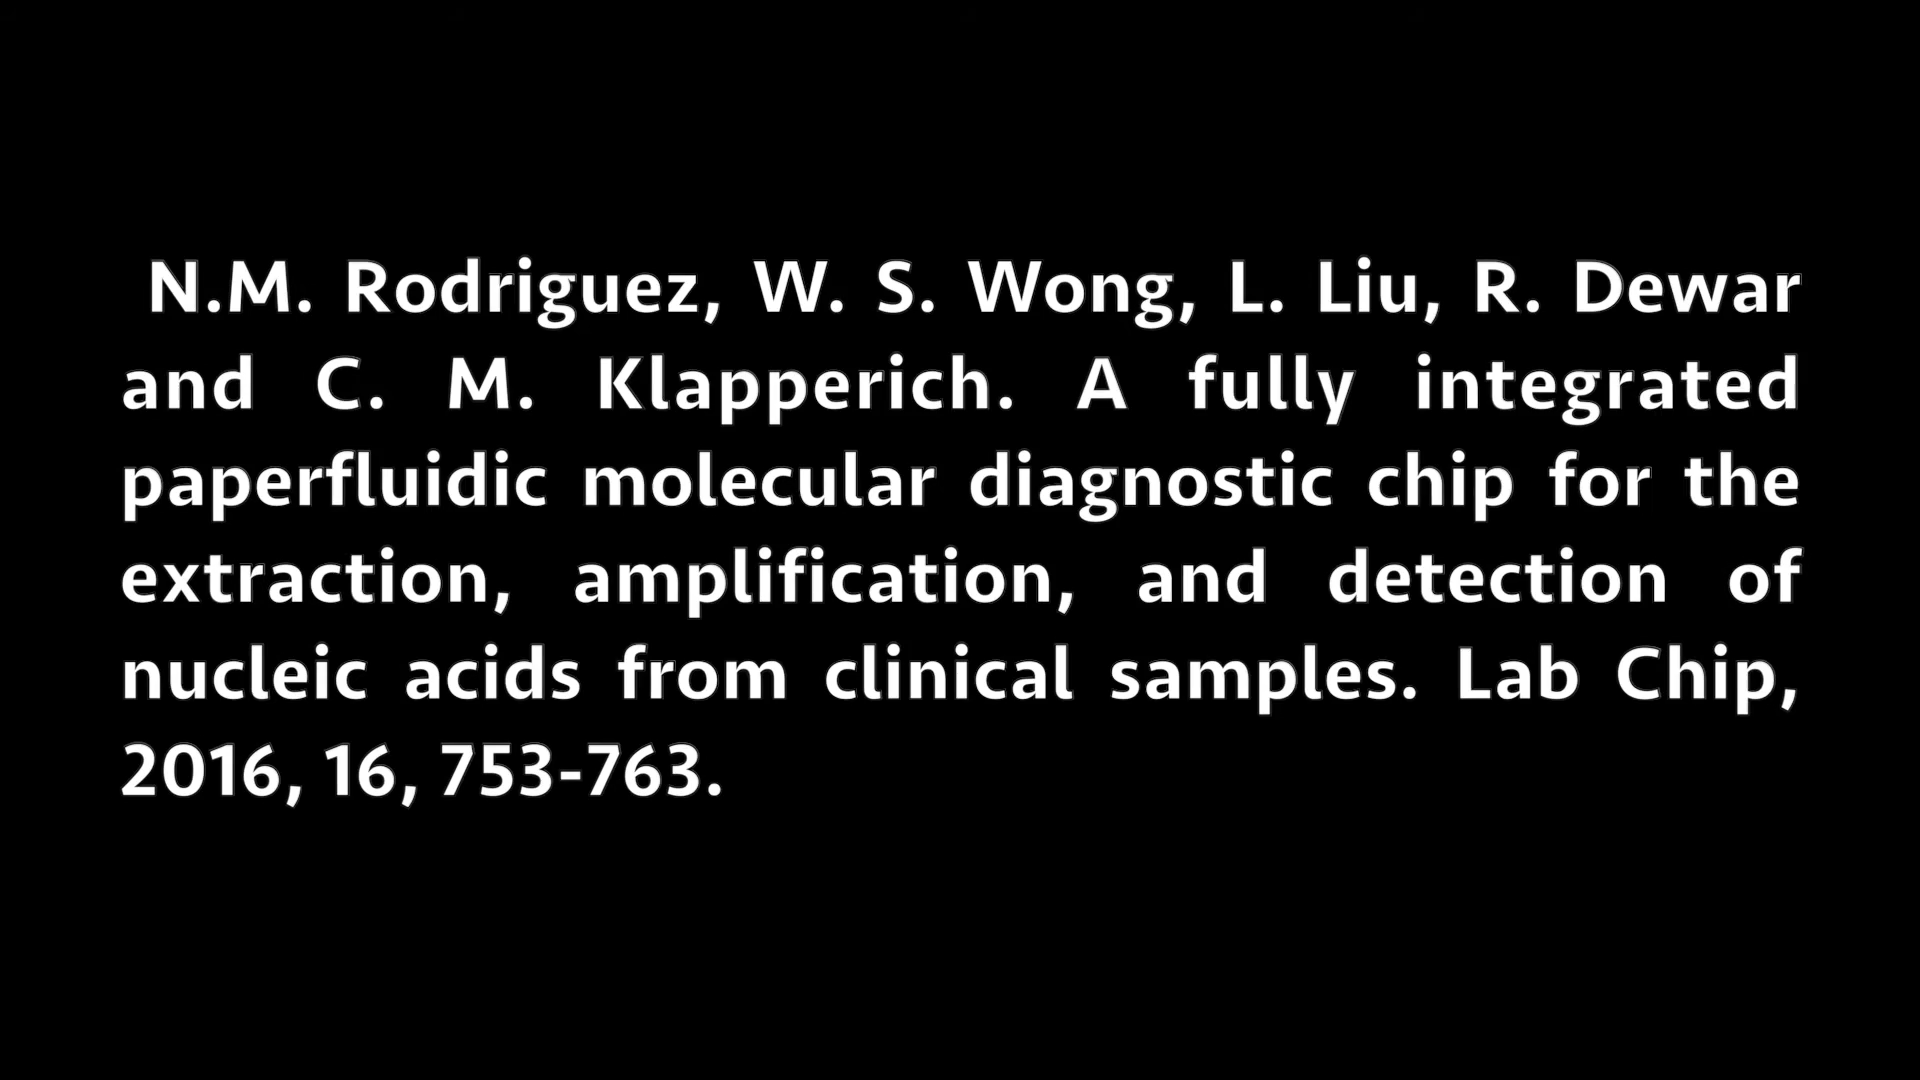 N.M. Rodriguez, W. S. Wong, L. Liu, R. Dewar
and C. M. Klapperich. A fully integrated
paperfluidic molecular diagnostic chip for the
extraction, amplification, and detection of
nucleic acids from clinical samples. Lab Chip,
2016, 16, 753-763.